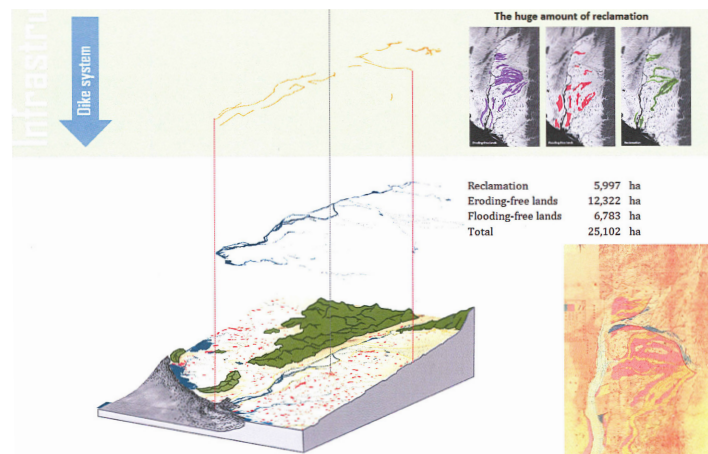 Infrastru
Dike system
The huge amount of reclamation
Reclamation 5,997 ha
Eroding-free lands 12,322 ha
Flooding-free lands 6,783 ha
Total 25,102 ha